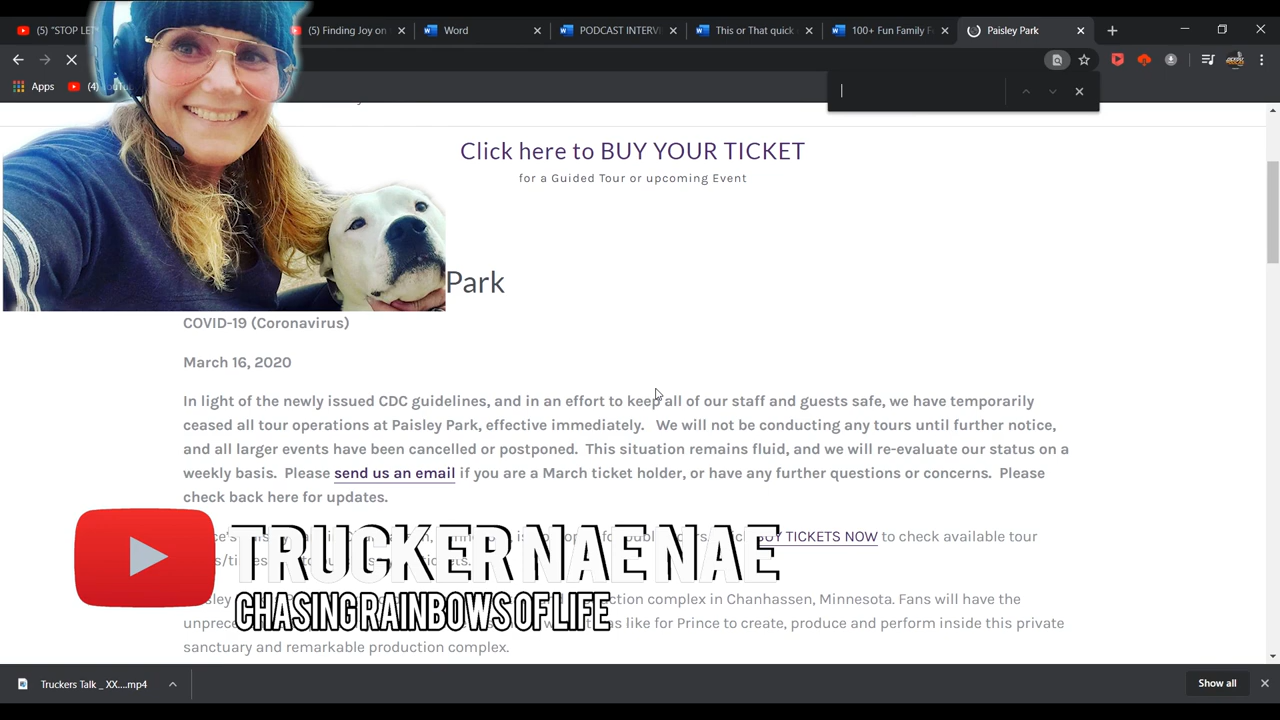 (5) "STOP LET
(5) Finding Joy on
Word
PODCAST INTERVI
This or That quick
100+ Fun Family F
Paisley Park
Apps
(4) YouTub
Click here to BUY YOUR TICKET
for a Guided Tour or upcoming Event
Park
COVID-19 (Coronavirus)
March 16, 2020
In light of the newly issued CDC guidelines, and in an effort to keep all of our staff and guests safe, we have temporarily
ceased all tour operations at Paisley Park, effective immediately. We will not be conducting any tours until further notice,
and all larger events have been cancelled or postponed. This situation remains fluid, and we will re-evaluate our status on a
weekly basis. Please send us an email if you are a March ticket holder, or have any further questions or concerns. Please
check back here for updates.
BUY TICKETS NOW to check available tour
TRUCKER NAE NAE
CHASING RAINBOWS OF LIFE
complex in Chanhassen, Minnesota. Fans will have the
as like for Prince to create, produce and perform inside this private
sanctuary and remarkable production complex.
Truckers Talk _ XX....mp4
Show all